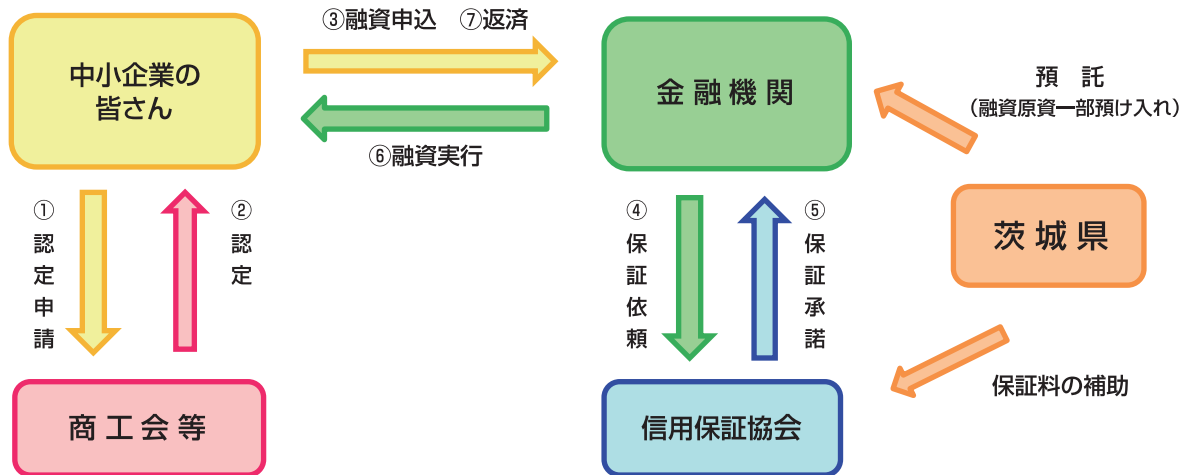 ③融資申込 ⑦返済
中小企業の
皆さん
金融機関
預 託
（融資原資一部預け入れ）
⑥融資実行
①認定申請
②認定
④保証依頼
⑤保証承諾
茨城県
商工会等
信用保証協会
保証料の補助